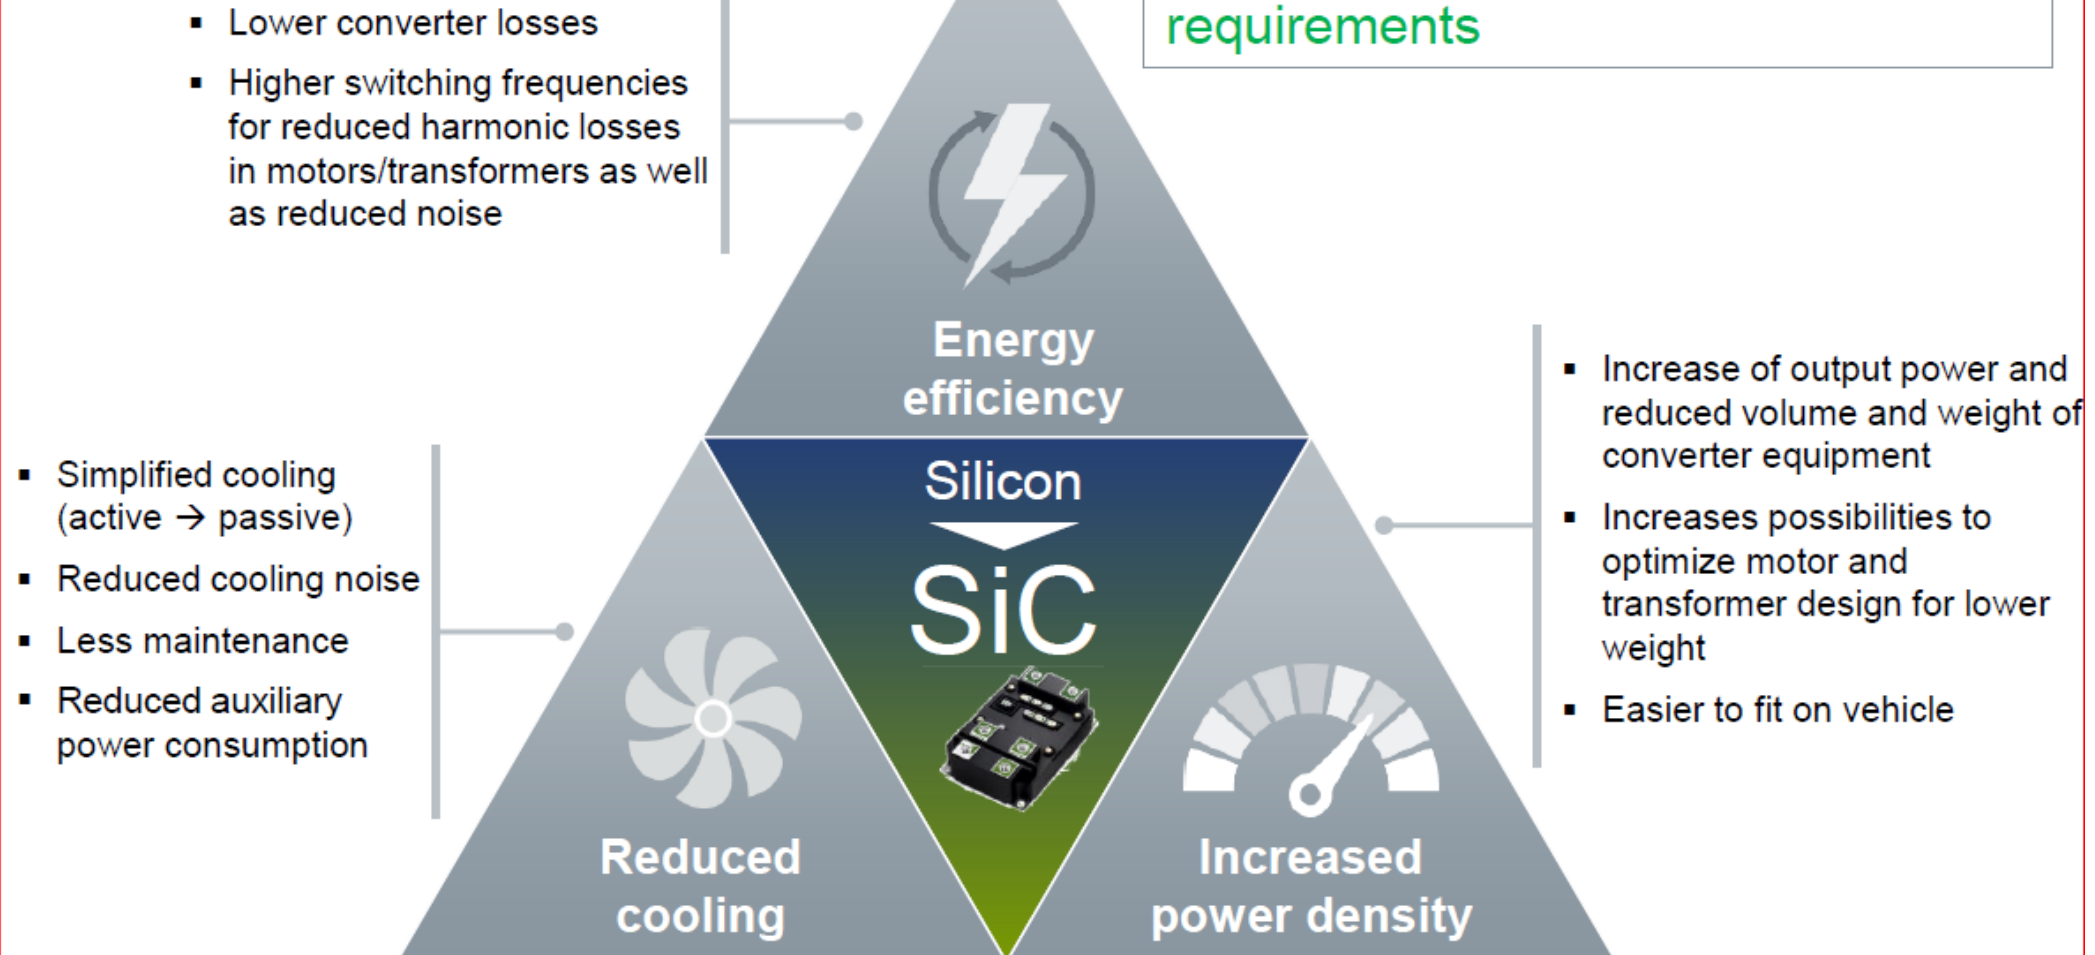 ▪ Lower converter losses
▪ Higher switching frequencies
for reduced harmonic losses
in motors/transformers as well
as reduced noise
requirements
Energy
efficiency
▪ Simplified cooling
(active → passive)
▪ Reduced cooling noise
▪ Less maintenance
▪ Reduced auxiliary
power consumption
Silicon
SiC
▪ Increase of output power and
reduced volume and weight of
converter equipment
▪ Increases possibilities to
optimize motor and
transformer design for lower
weight
▪ Easier to fit on vehicle
Reduced
cooling
Increased
power density